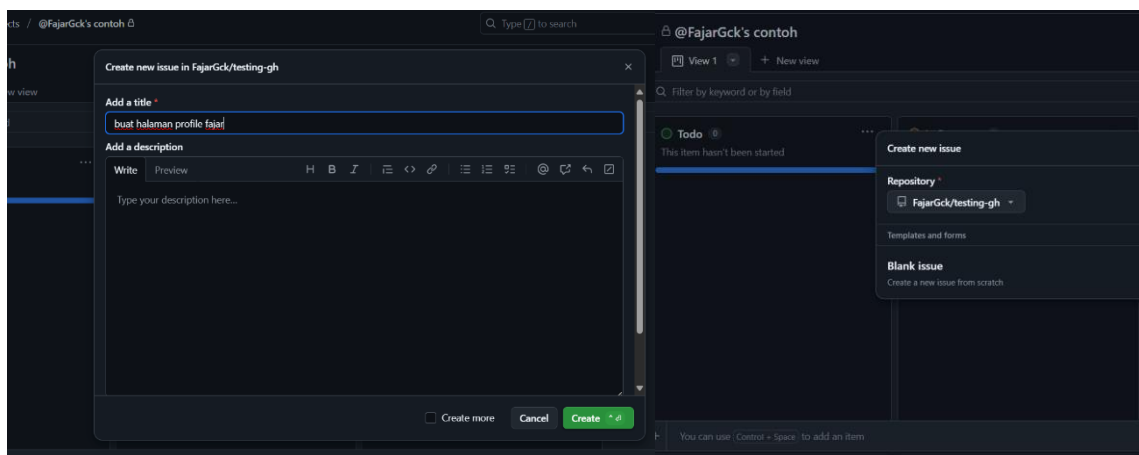 cts / @FajarGck's contoh
Type / to search
h
w view
Create new issue in FajarGck/testing-gh
Add a title *
buat halaman profile fajar
Add a description
Write Preview
H B I
Type your description here...
Create more Cancel Create
@FajarGck's contoh
View 1 + New view
Filter by keyword or by field
Todo 0
This item hasn't been started
Create new issue
Repository *
FajarGck/testing-gh
Templates and forms
Blank issue
Create a new issue from scratch
+ You can use Control + Space to add an item